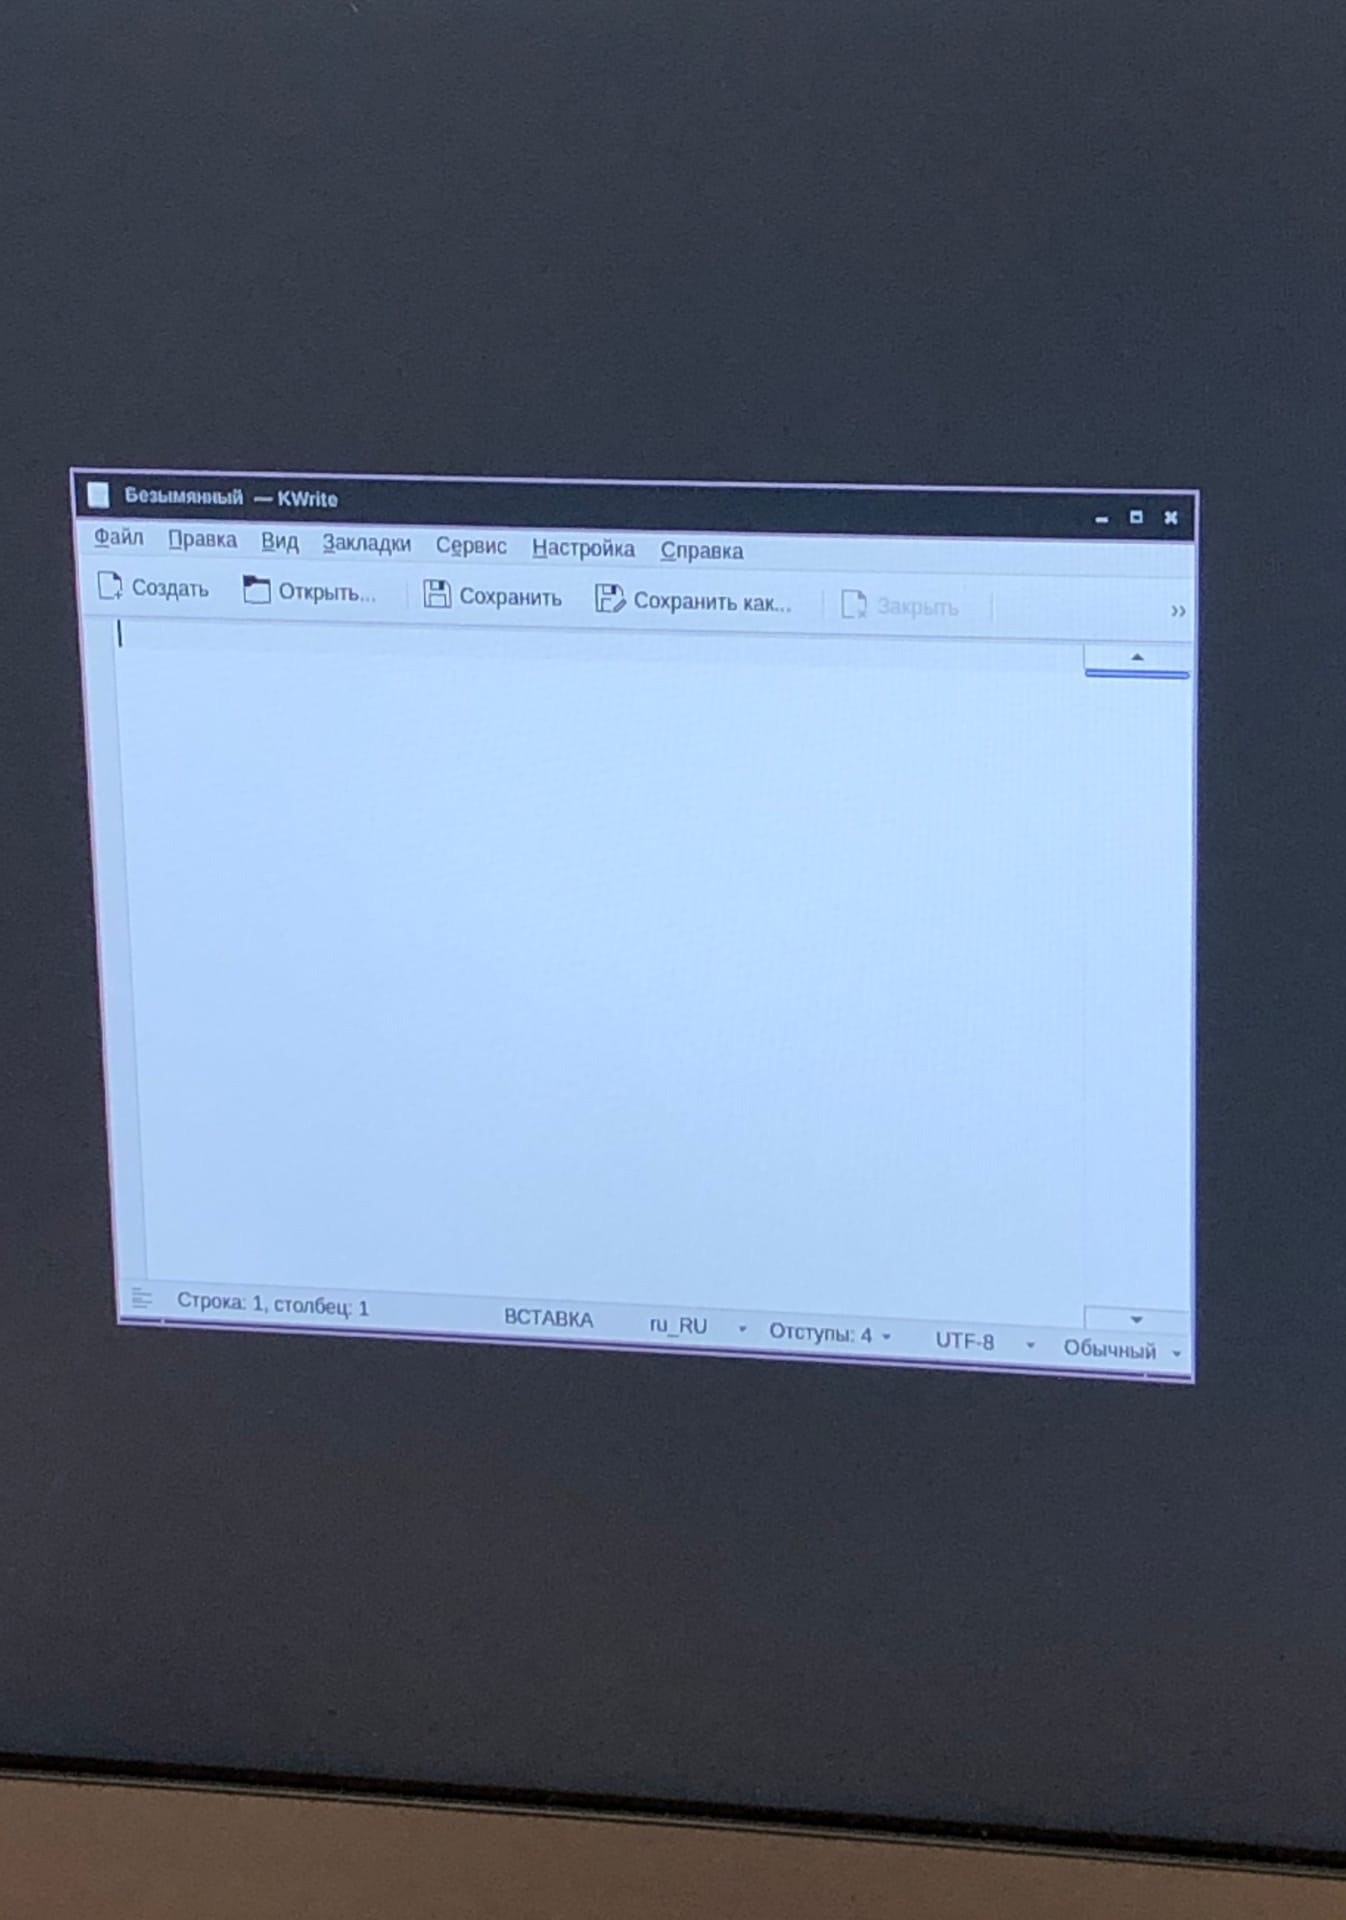 Безымянный — KWrite
Файл Правка Вид Закладки Сервис Настройка Справка
Создать Открыть... Сохранить Сохранить как... Закрыть
Строка: 1, столбец: 1 ВСТАВКА ru_RU Отступы: 4 UTF-8 Обычный